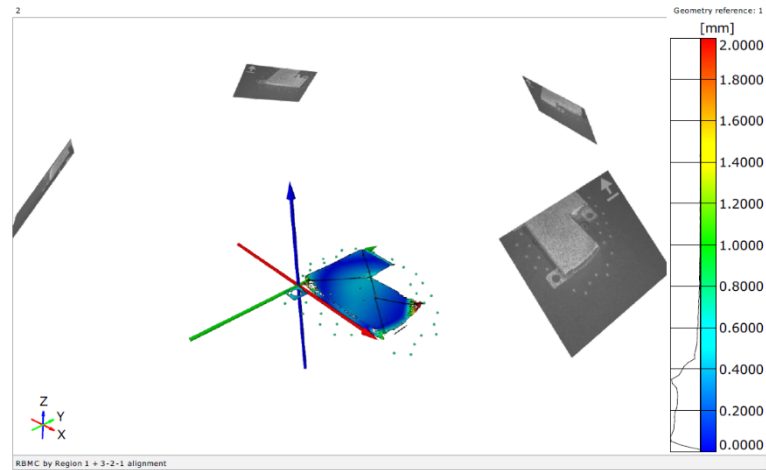 2
Geometry reference: 1
[mm]
2.0000
1.8000
1.6000
1.4000
1.2000
1.0000
0.8000
0.6000
0.4000
0.2000
0.0000
Z
Y
X
RBMC by Region 1 + 3-2-1 alignment